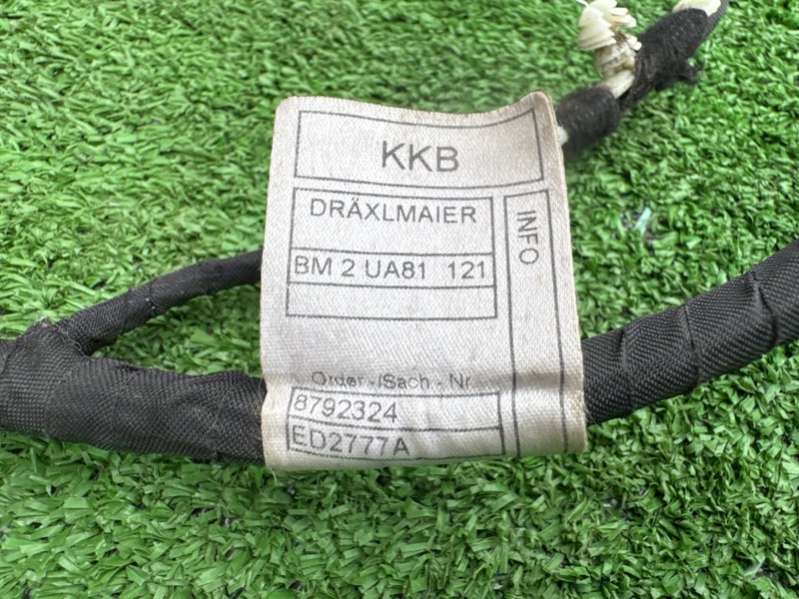 KKB
DRÄXLMAIER
INFO
BM 2 UA81 121
Order-/Sach-Nr.
8792324
ED2777A